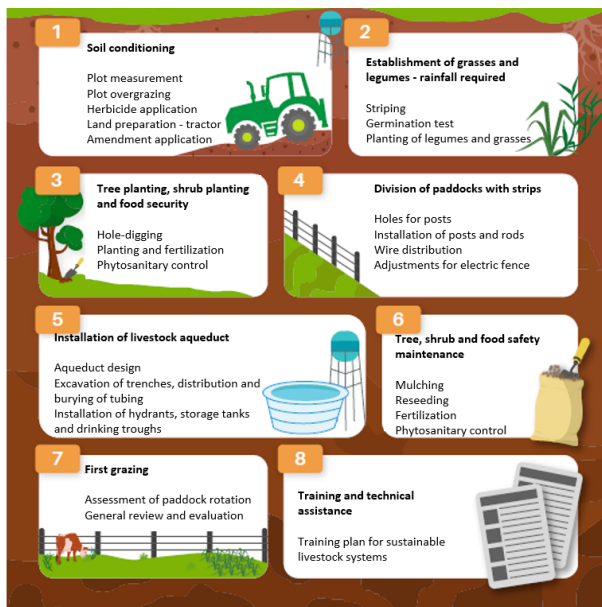 1
Soil conditioning
Plot measurement
Plot overgrazing
Herbicide application
Land preparation - tractor
Amendment application
2
Establishment of grasses and
legumes - rainfall required
Striping
Germination test
Planting of legumes and grasses
3
Tree planting, shrub planting
and food security
Hole-digging
Planting and fertilization
Phytosanitary control
4
Division of paddocks with strips
Holes for posts
Installation of posts and rods
Wire distribution
Adjustments for electric fence
5
Installation of livestock aqueduct
Aqueduct design
Excavation of trenches, distribution and
burying of tubing
Installation of hydrants, storage tanks
and drinking troughs
6
Tree, shrub and food safety
maintenance
Mulching
Reseeding
Fertilization
Phytosanitary control
7
First grazing
Assessment of paddock rotation
General review and evaluation
8
Training and technical
assistance
Training plan for sustainable
livestock systems